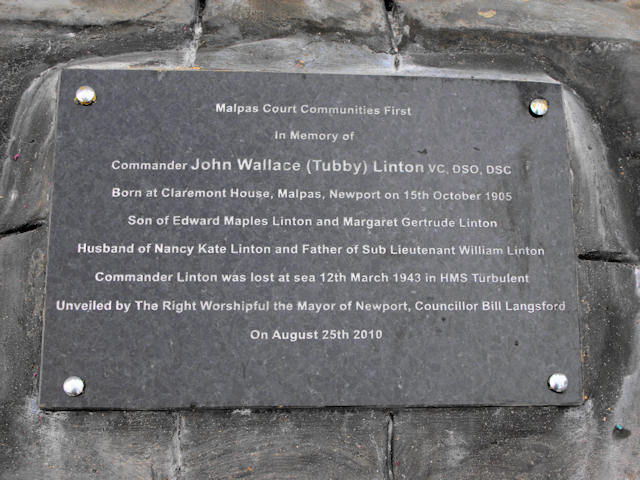 Malpas Court Communities First
In Memory of
Commander John Wallace (Tubby) Linton VC, DSO, DSC
Born at Claremont House, Malpas, Newport on 15th October 1905
Son of Edward Maples Linton and Margaret Gertrude Linton
Husband of Nancy Kate Linton and Father of Sub Lieutenant William Linton
Commander Linton was lost at sea 12th March 1943 in HMS Turbulent
Unveiled by The Right Worshipful the Mayor of Newport, Councillor Bill Langsford
On August 25th 2010